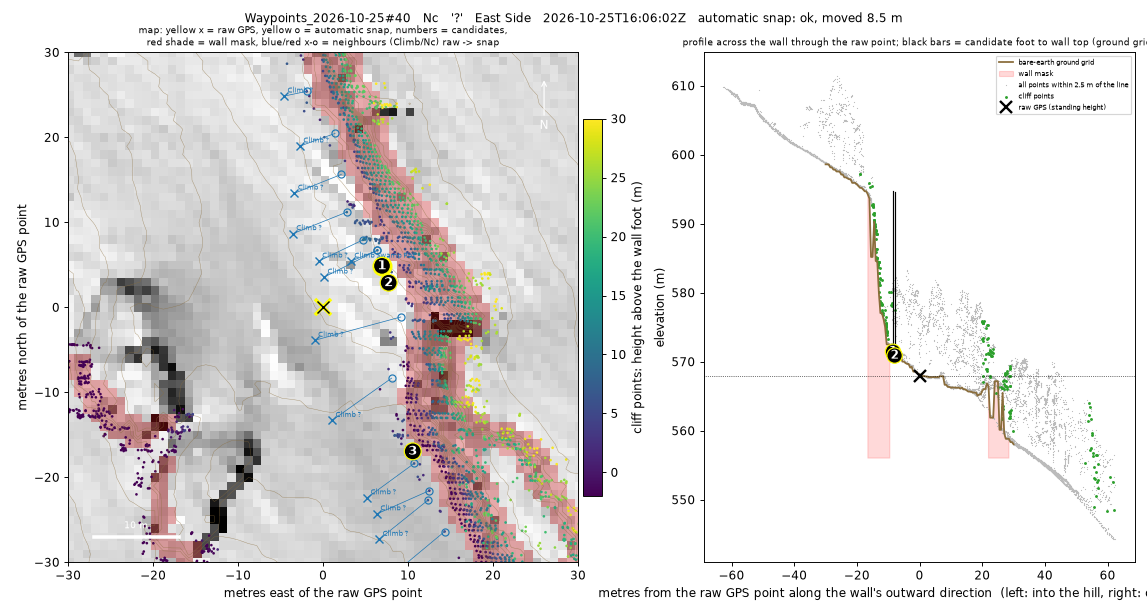 Waypoints_2026-10-25#40 Nc '?' East Side 2026-10-25T16:06:02Z automatic snap: ok, moved 8.5 m
map: yellow x = raw GPS, yellow o = automatic snap, numbers = candidates,
red shade = wall mask, blue/red x-o = neighbours (Climb/Nc) raw -> snap
profile across the wall through the raw point; black bars = candidate foot to wall top (ground gri
metres north of the raw GPS point
30
20
10
0
−10
−20
−30
−30
−20
−10
0
10
20
30
metres east of the raw GPS point
N
Climb ?
Climb ?
Climb ?
Climb ?
Climb ?
Climb ?
Climb ?
Climb ?
Climb ?
Climb ?
Climb ?
1
2
3
10
30
25
20
15
10
5
0
cliff points: height above the wall foot (m)
elevation (m)
610
600
590
580
570
560
550
−60
−40
−20
0
20
40
60
bare-earth ground grid
wall mask
all points within 2.5 m of the line
cliff points
raw GPS (standing height)
2
metres from the raw GPS point along the wall's outward direction (left: into the hill, right: